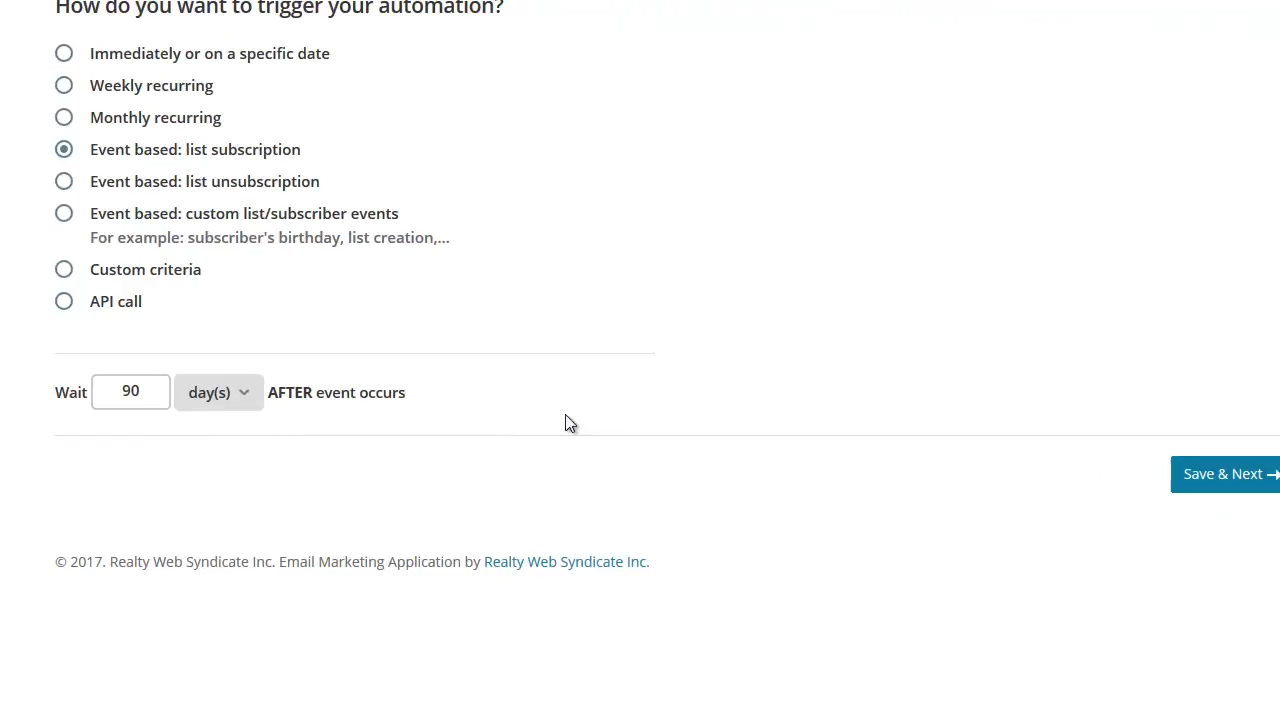 How do you want to trigger your automation?
Immediately or on a specific date
Weekly recurring
Monthly recurring
Event based: list subscription
Event based: list unsubscription
Event based: custom list/subscriber events
For example: subscriber's birthday, list creation,...
Custom criteria
API call
Wait 90 day(s) AFTER event occurs
Save & Next →
© 2017. Realty Web Syndicate Inc. Email Marketing Application by Realty Web Syndicate Inc.